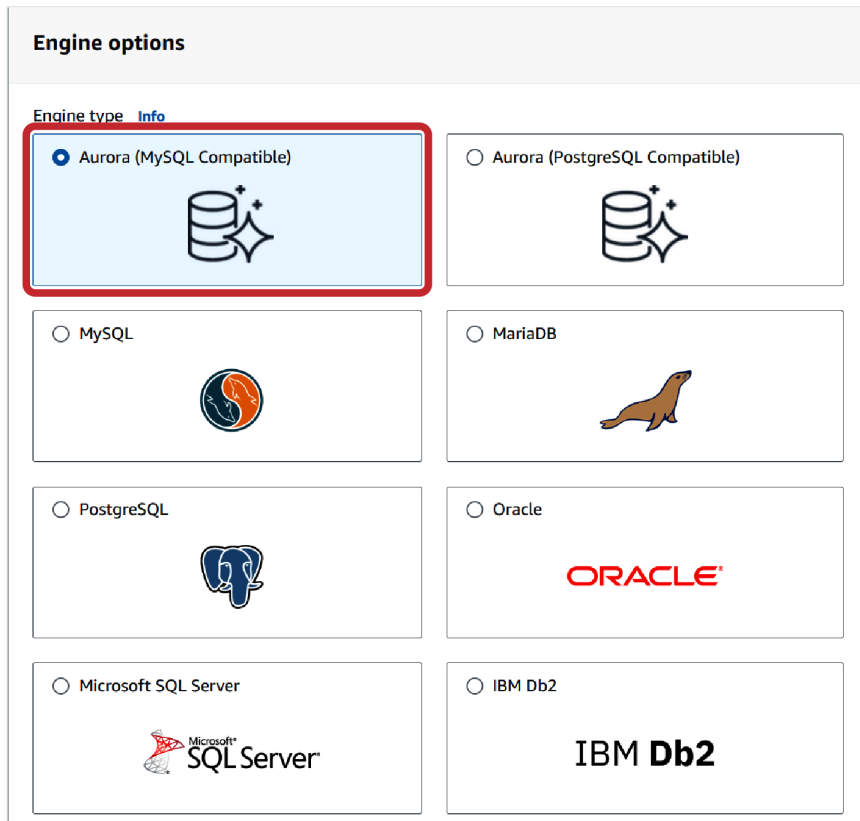 Engine options
Engine type Info
Aurora (MySQL Compatible)
Aurora (PostgreSQL Compatible)
MySQL
MariaDB
PostgreSQL
Oracle
ORACLE®
Microsoft SQL Server
IBM Db2
Microsoft®
SQL Server®
IBM Db2